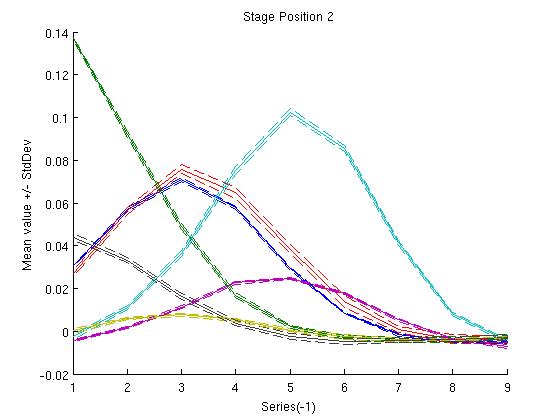 Stage Position 2
0.14
0.12
0.1
0.08
0.06
0.04
0.02
0
-0.02
Mean value +/- StdDev
1 2 3 4 5 6 7 8 9
Series(-1)